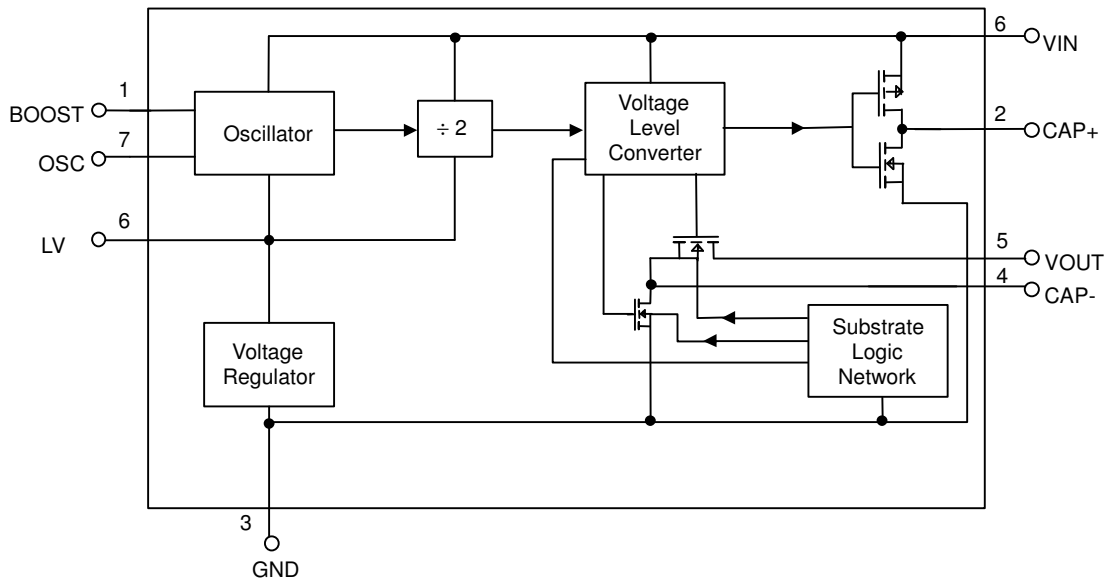 6
VIN
1
BOOST
Oscillator
÷ 2
Voltage
Level
Converter
2
CAP+
7
OSC
6
LV
5
VOUT
4
CAP-
Voltage
Regulator
Substrate
Logic
Network
3
GND